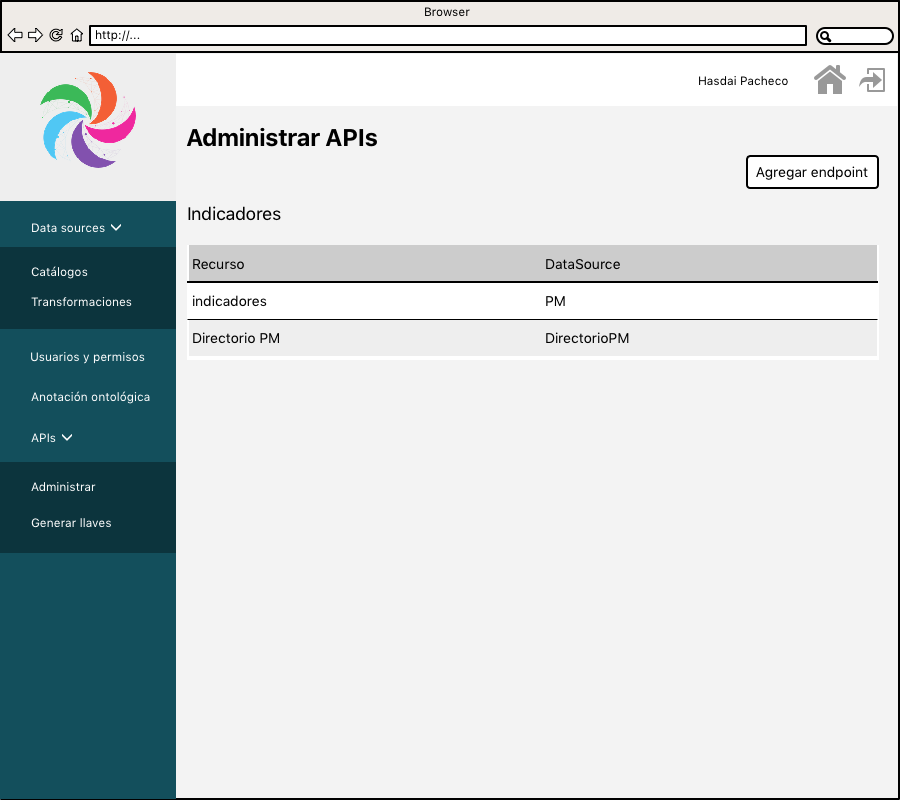 Browser
http://...
Hasdai Pacheco
Administrar APIs
Agregar endpoint
Indicadores
Recurso DataSource
indicadores PM
Directorio PM DirectorioPM
Data sources
Catálogos
Transformaciones
Usuarios y permisos
Anotación ontológica
APIs
Administrar
Generar llaves